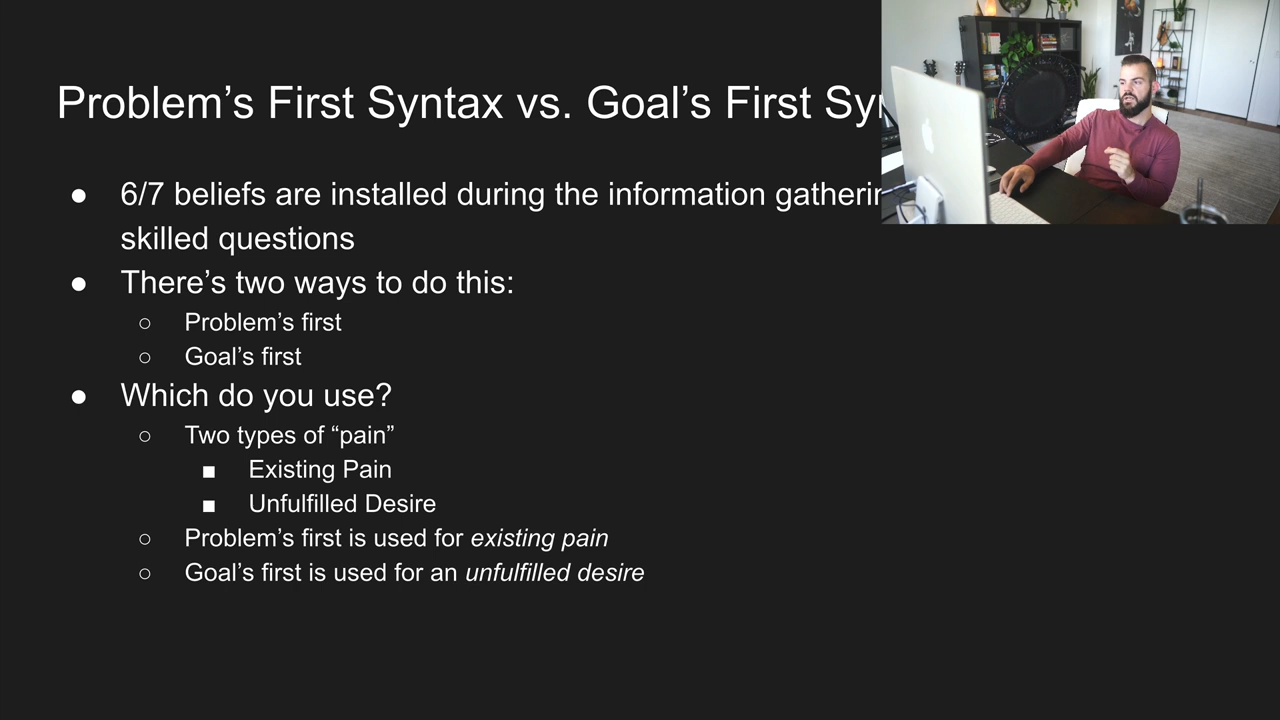 Problem’s First Syntax vs. Goal’s First
● 6/7 beliefs are installed during the information
skilled questions
● There’s two ways to do this:
○ Problem’s first
○ Goal’s first
● Which do you use?
○ Two types of “pain”
■ Existing Pain
■ Unfulfilled Desire
○ Problem’s first is used for existing pain
○ Goal’s first is used for an unfulfilled desire